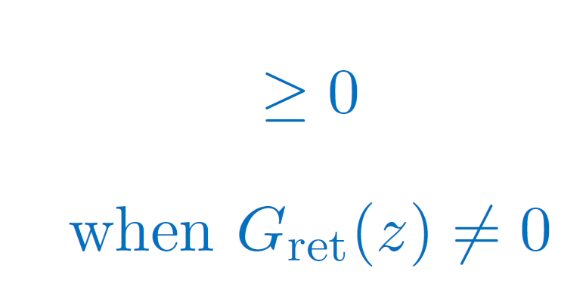 ≥ 0
when G_ret(z) ≠ 0